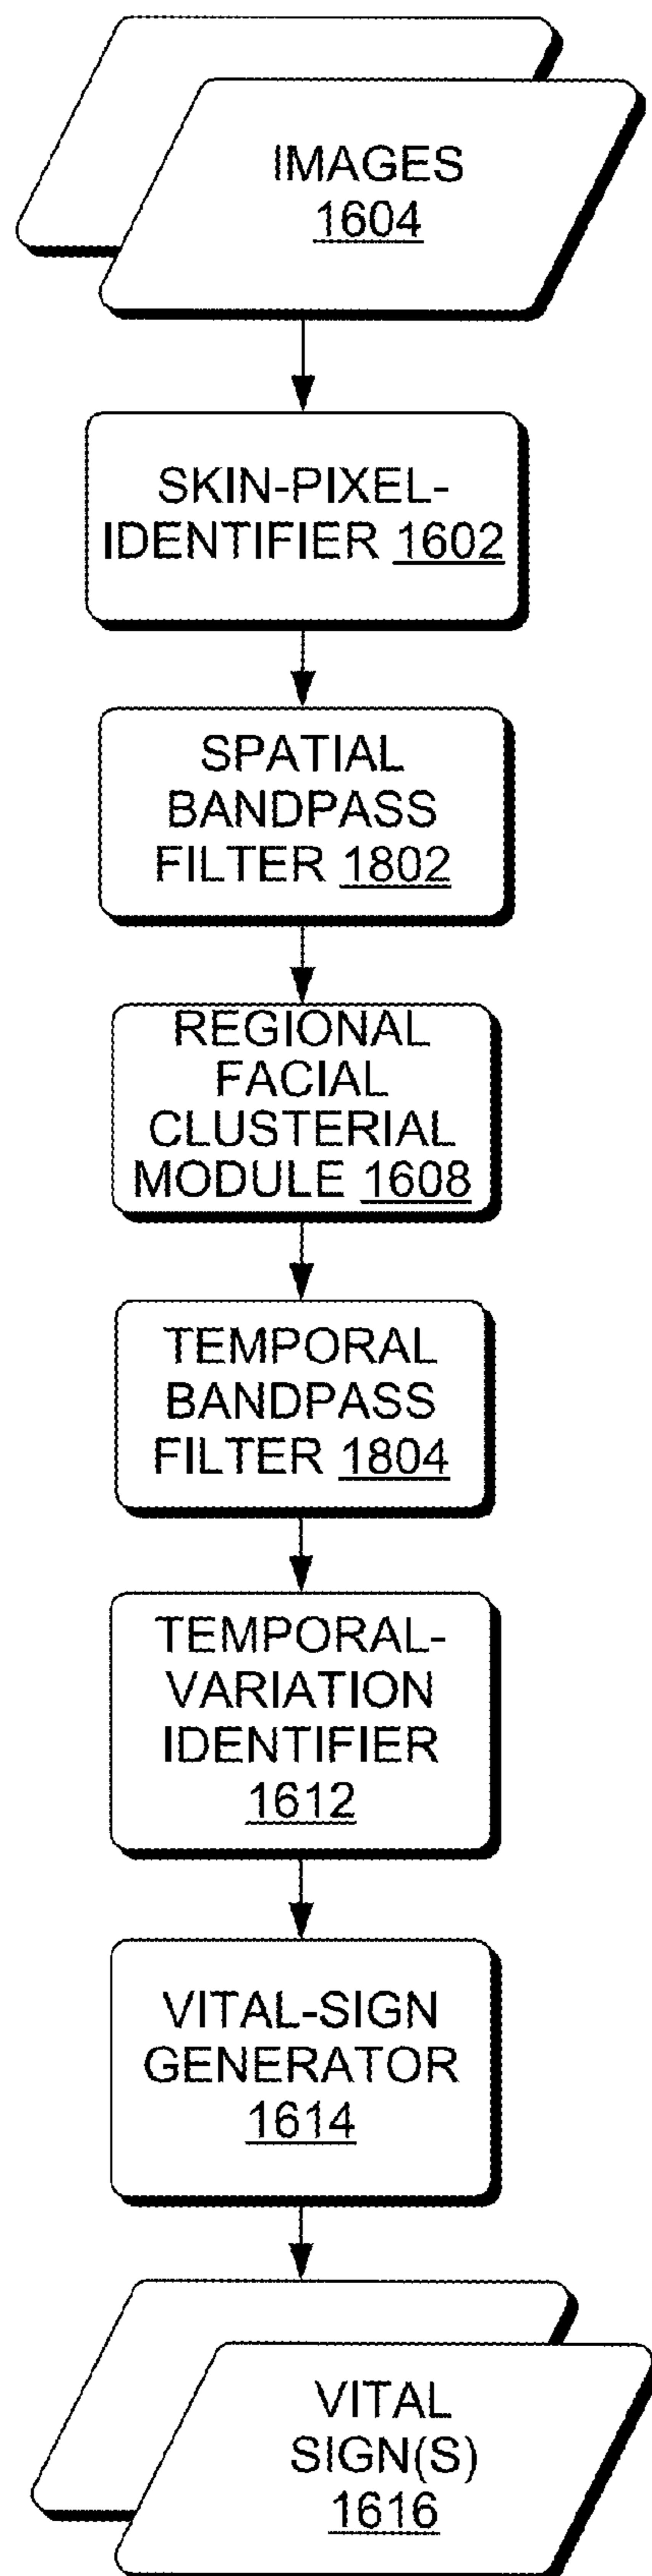 IMAGES
1604
SKIN-PIXEL-
IDENTIFIER 1602
SPATIAL
BANDPASS
FILTER 1802
REGIONAL
FACIAL
CLUSTERIAL
MODULE 1608
TEMPORAL
BANDPASS
FILTER 1804
TEMPORAL-
VARIATION
IDENTIFIER
1612
VITAL-SIGN
GENERATOR
1614
VITAL
SIGN(S)
1616